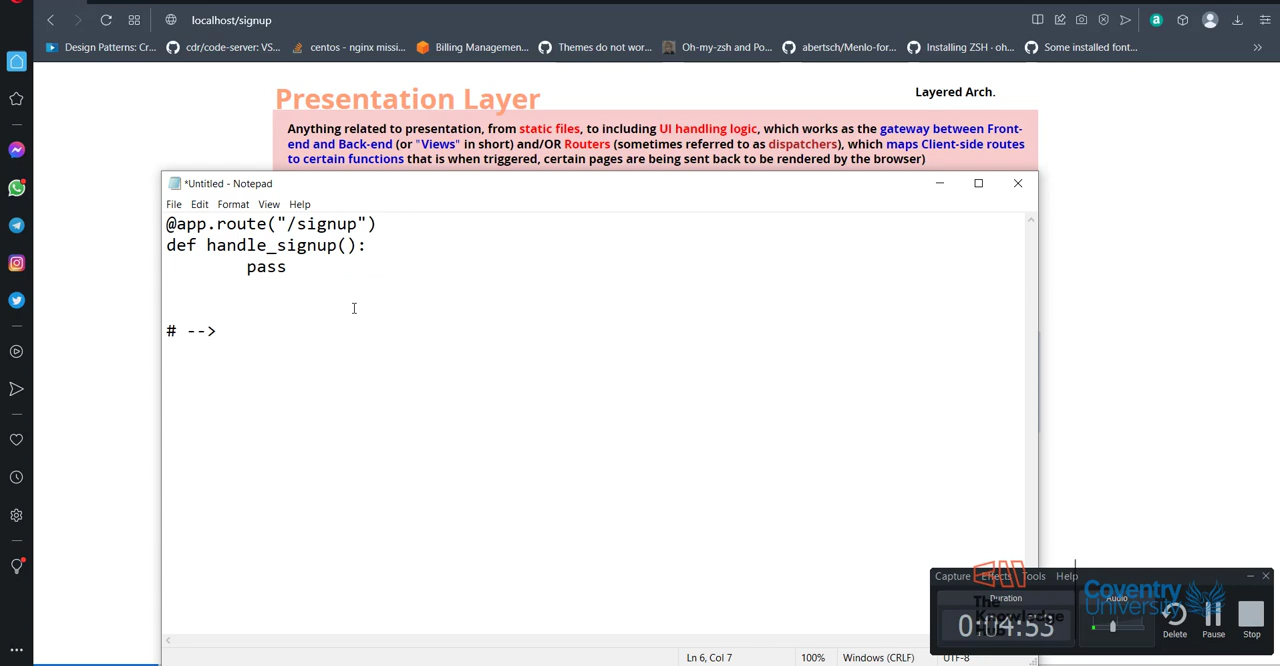 localhost/signup
Design Patterns: Cr...
cdr/code-server: VS...
centos - nginx missi...
Billing Managemen...
Themes do not wor...
Oh-my-zsh and Po...
abertsch/Menlo-for...
Installing ZSH · oh...
Some installed font...
Presentation Layer
Layered Arch.
Anything related to presentation, from static files, to including UI handling logic, which works as the gateway between Front-
end and Back-end (or "Views" in short) and/OR Routers (sometimes referred to as dispatchers), which maps Client-side routes
to certain functions that is when triggered, certain pages are being sent back to be rendered by the browser)
*Untitled - Notepad
File Edit Format View Help
@app.route("/signup")
def handle_signup():
pass
# -->
Capture Effects Tools Help
Duration
Audio
0:04:53
Delete
Pause
Stop
The
Knowledge
Hub
Coventry
University
Ln 6, Col 7
100%
Windows (CRLF)
UTF-8